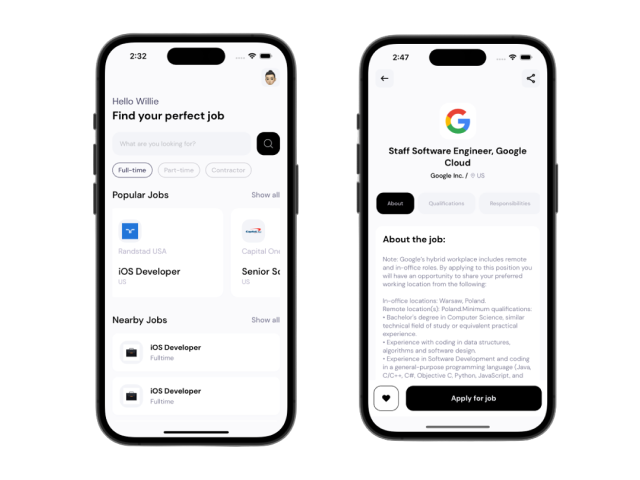 2:32
Hello Willie
Find your perfect job
What are you looking for?
Full-time
Part-time
Contractor
Popular Jobs
Show all
Randstad USA
iOS Developer
US
Capital One
Senior So
US
Nearby Jobs
Show all
iOS Developer
Fulltime
iOS Developer
Fulltime
2:47
Staff Software Engineer, Google
Cloud
Google Inc. / US
About
Qualifications
Responsibilities
About the job:
Note: Google's hybrid workplace includes remote
and in-office roles. By applying to this position you
will have an opportunity to share your preferred
working location from the following:
In-office locations: Warsaw, Poland.
Remote location(s): Poland.Minimum qualifications:
• Bachelor's degree in Computer Science, similar
technical field of study or equivalent practical
experience.
• Experience with coding in data structures,
algorithms and software design.
• Experience in Software Development and coding
in a general-purpose programming language (Java,
C/C++, C#, Objective C, Python, JavaScript, and
Apply for job